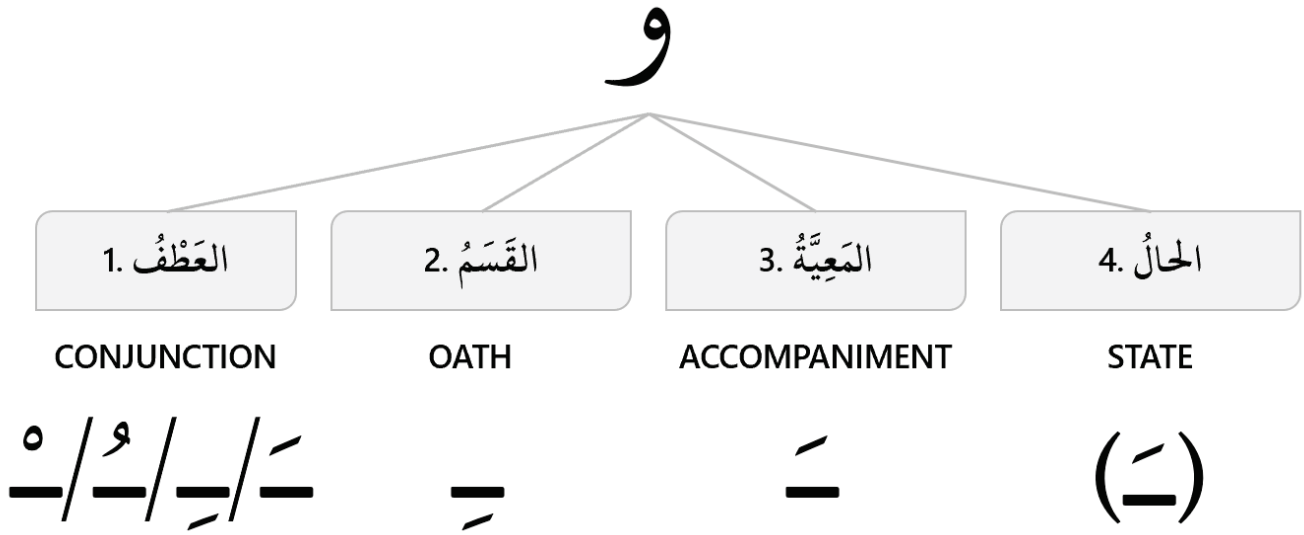 و
1. العَطْفُ
2. القَسَمُ
3. المَعِيَّةُ
4. الحالُ
CONJUNCTION
OATH
ACCOMPANIMENT
STATE
ـْ/ـُ/ـِ/ـَ
ـِ
ـَ
(ـَ)